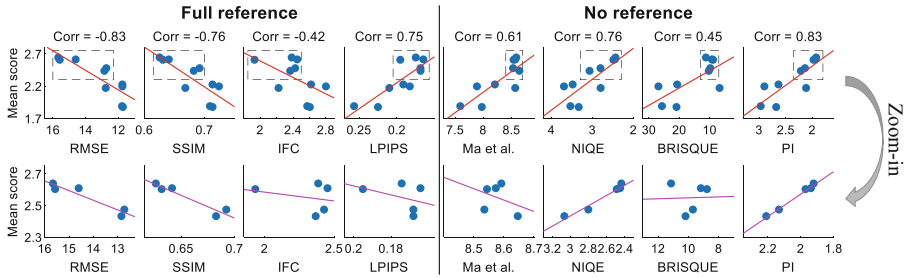 Full reference
No reference
Corr = -0.83
Corr = -0.76
Corr = -0.42
Corr = 0.75
Corr = 0.61
Corr = 0.76
Corr = 0.45
Corr = 0.83
Mean score
2.7
2.2
1.7
16 14 12
0.6 0.7
2 2.4 2.8
0.25 0.2
7.5 8 8.5
4 3 2
30 20 10
3 2
RMSE
SSIM
IFC
LPIPS
Ma et al.
NIQE
BRISQUE
PI
Zoom-in
Mean score
2.7
2.5
2.3
16 15 14 13
0.65 0.7
2 2.5
0.2 0.18
8.5 8.6 8.7
3.2 3 2.8 2.6 2.4
12 10 8
2.2 2 1.8
RMSE
SSIM
IFC
LPIPS
Ma et al.
NIQE
BRISQUE
PI